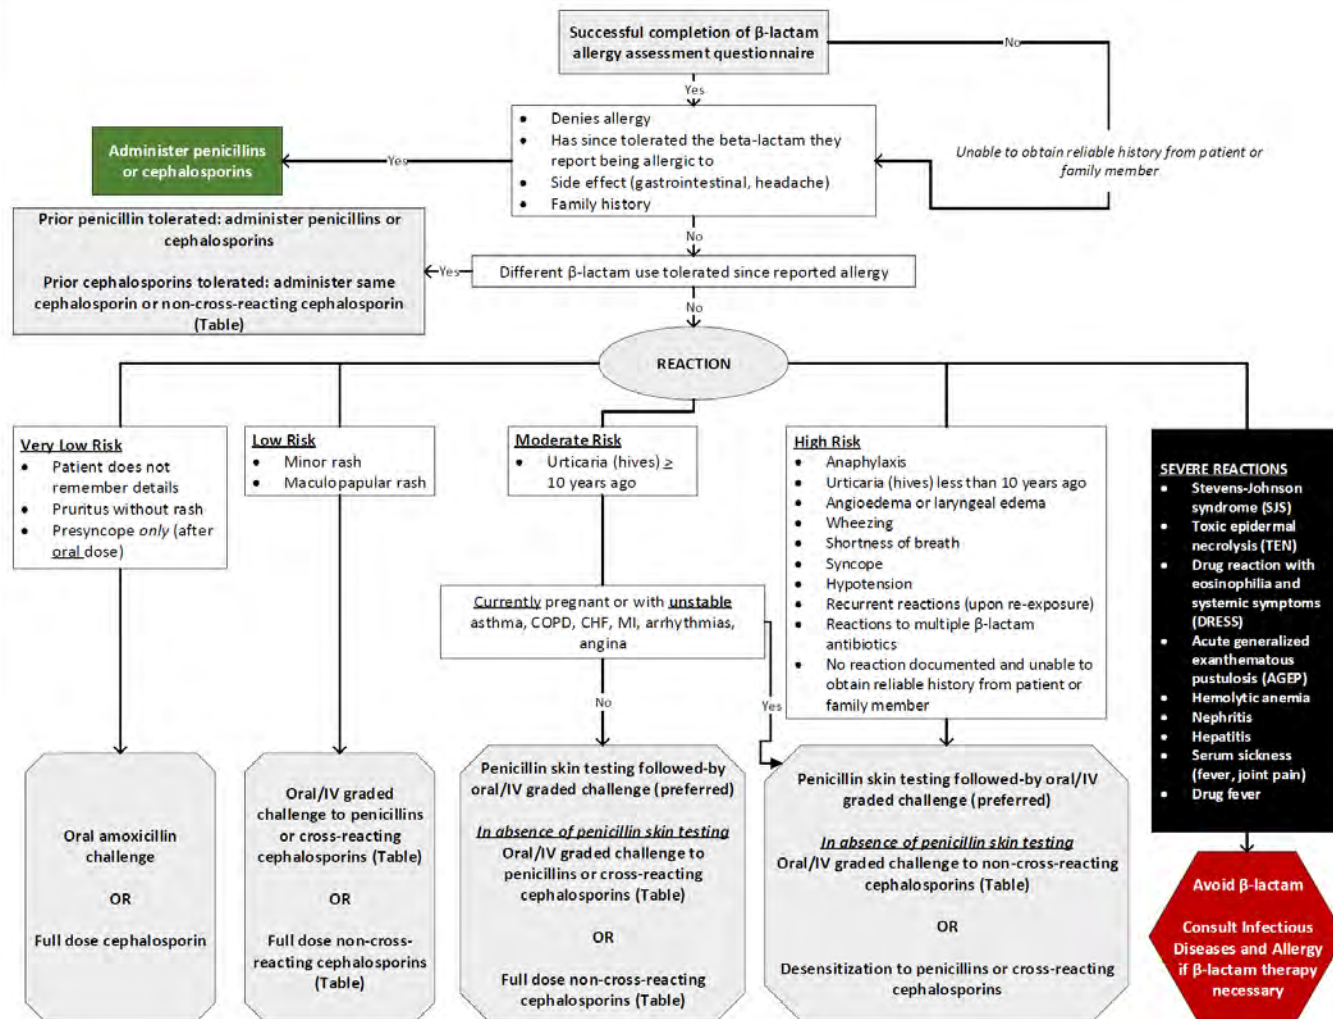 Successful completion of β-lactam
allergy assessment questionnaire
No
Yes
• Denies allergy
• Has since tolerated the beta-lactam they
report being allergic to
• Side effect (gastrointestinal, headache)
• Family history
Yes
Administer penicillins
or cephalosporins
Unable to obtain reliable history from patient or
family member
No
Prior penicillin tolerated: administer penicillins or
cephalosporins
Prior cephalosporins tolerated: administer same
cephalosporin or non-cross-reacting cephalosporin
(Table)
Yes
Different β-lactam use tolerated since reported allergy
No
REACTION
Very Low Risk
• Patient does not
remember details
• Pruritus without rash
• Presyncope only (after
oral dose)
Low Risk
• Minor rash
• Maculopapular rash
Moderate Risk
• Urticaria (hives) ≥
10 years ago
High Risk
• Anaphylaxis
• Urticaria (hives) less than 10 years ago
• Angioedema or laryngeal edema
• Wheezing
• Shortness of breath
• Syncope
• Hypotension
• Recurrent reactions (upon re-exposure)
• Reactions to multiple β-lactam
antibiotics
• No reaction documented and unable to
obtain reliable history from patient or
family member
SEVERE REACTIONS
• Stevens-Johnson
syndrome (SJS)
• Toxic epidermal
necrolysis (TEN)
• Drug reaction with
eosinophilia and
systemic symptoms
(DRESS)
• Acute generalized
exanthematous
pustulosis (AGEP)
• Hemolytic anemia
• Nephritis
• Hepatitis
• Serum sickness
(fever, joint pain)
• Drug fever
Currently pregnant or with unstable
asthma, COPD, CHF, MI, arrhythmias,
angina
No
Yes
Oral amoxicillin
challenge
OR
Full dose cephalosporin
Oral/IV graded
challenge to penicillins
or cross-reacting
cephalosporins (Table)
OR
Full dose non-cross-
reacting cephalosporins
(Table)
Penicillin skin testing followed-by
oral/IV graded challenge (preferred)
In absence of penicillin skin testing
Oral/IV graded challenge to
penicillins or cross-reacting
cephalosporins (Table)
OR
Full dose non-cross-reacting
cephalosporins (Table)
Penicillin skin testing followed-by oral/IV
graded challenge (preferred)
In absence of penicillin skin testing
Oral/IV graded challenge to non-cross-reacting
cephalosporins (Table)
OR
Desensitization to penicillins or cross-reacting
cephalosporins
Avoid β-lactam
Consult Infectious
Diseases and Allergy
if β-lactam therapy
necessary